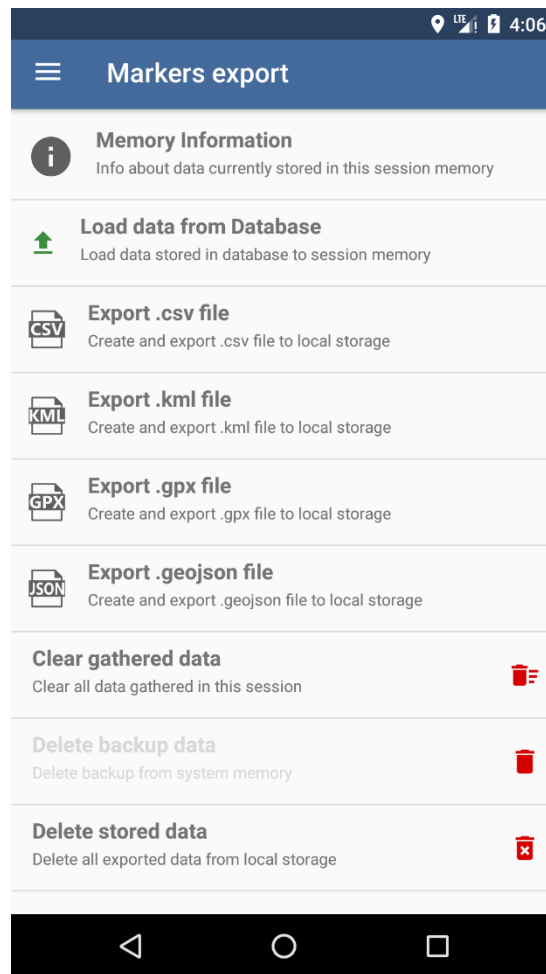 LTE 4:06
Markers export
Memory Information
Info about data currently stored in this session memory
Load data from Database
Load data stored in database to session memory
CSV
Export .csv file
Create and export .csv file to local storage
KML
Export .kml file
Create and export .kml file to local storage
GPX
Export .gpx file
Create and export .gpx file to local storage
JSON
Export .geojson file
Create and export .geojson file to local storage
Clear gathered data
Clear all data gathered in this session
Delete backup data
Delete backup from system memory
Delete stored data
Delete all exported data from local storage